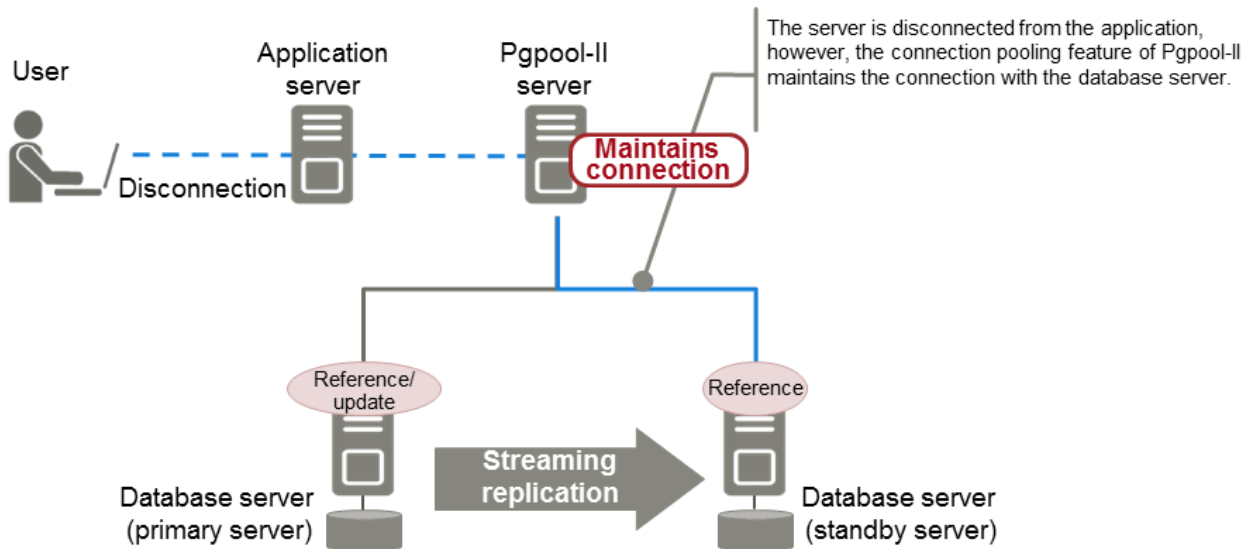 The server is disconnected from the application,
however, the connection pooling feature of Pgpool-II
maintains the connection with the database server.
User
Application
server
Pgpool-II
server
Maintains
connection
Disconnection
Reference/
update
Reference
Streaming
replication
Database server
(primary server)
Database server
(standby server)